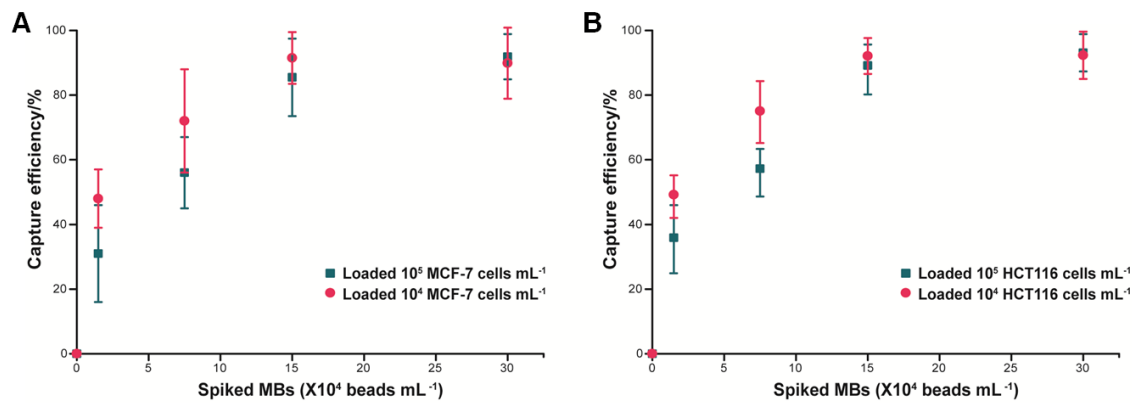 A
Capture efficiency/%
100
80
60
40
20
0
0 5 10 15 20 25 30
Spiked MBs (X10⁴ beads mL⁻¹)
Loaded 10⁵ MCF-7 cells mL⁻¹
Loaded 10⁴ MCF-7 cells mL⁻¹
B
Capture efficiency/%
100
80
60
40
20
0
0 5 10 15 20 25 30
Spiked MBs (X10⁴ beads mL⁻¹)
Loaded 10⁵ HCT116 cells mL⁻¹
Loaded 10⁴ HCT116 cells mL⁻¹